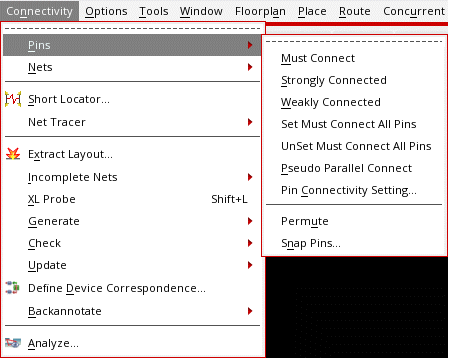 Connectivity Options Tools Window Floorplan Place Route Concurrent
Pins
Nets
Short Locator...
Net Tracer
Extract Layout...
Incomplete Nets
XL Probe Shift+L
Generate
Check
Update
Define Device Correspondence...
Backannotate
Analyze...
Must Connect
Strongly Connected
Weakly Connected
Set Must Connect All Pins
UnSet Must Connect All Pins
Pseudo Parallel Connect
Pin Connectivity Setting...
Permute
Snap Pins...